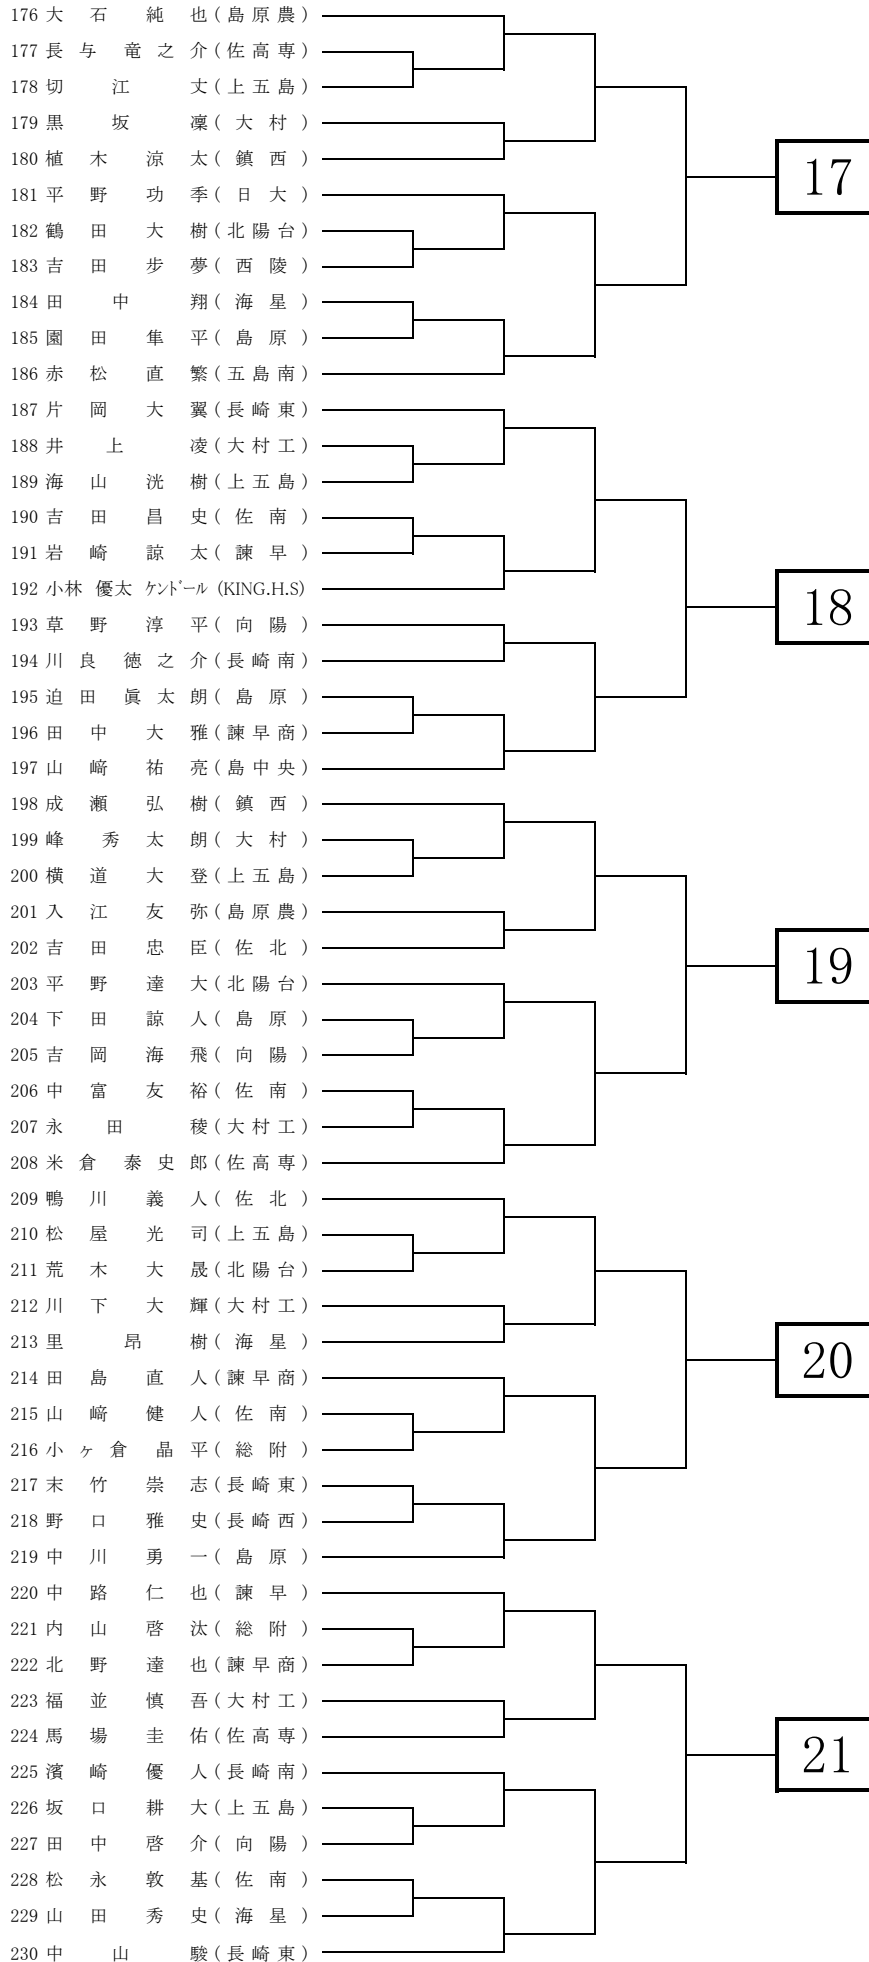 176 大石純也(島原農)
177 長与竜之介(佐高専)
178 切江丈(上五島)
179 黒坂凜(大村)
180 植木涼太(鎮西)
17
181 平野功季(日大)
182 鶴田大樹(北陽台)
183 吉田歩夢(西陵)
184 田中翔(海星)
185 園田隼平(島原)
186 赤松直繁(五島南)
187 片岡大翼(長崎東)
188 井上凌(大村工)
189 海山洸樹(上五島)
190 吉田昌史(佐南)
191 岩崎諒太(諫早)
192 小林 優太 ケンドール (KING.H.S)
18
193 草野淳平(向陽)
194 川良徳之介(長崎南)
195 迫田眞太朗(島原)
196 田中大雅(諫早商)
197 山﨑祐亮(島中央)
198 成瀬弘樹(鎮西)
199 峰秀太朗(大村)
200 横道大登(上五島)
201 入江友弥(島原農)
202 吉田忠臣(佐北)
19
203 平野達大(北陽台)
204 下田諒人(島原)
205 吉岡海飛(向陽)
206 中富友裕(佐南)
207 永田稜(大村工)
208 米倉泰史郎(佐高専)
209 鴨川義人(佐北)
210 松屋光司(上五島)
211 荒木大晟(北陽台)
212 川下大輝(大村工)
213 里昂樹(海星)
20
214 田島直人(諫早商)
215 山﨑健人(佐南)
216 小ヶ倉晶平(総附)
217 末竹崇志(長崎東)
218 野口雅史(長崎西)
219 中川勇一(島原)
220 中路仁也(諫早)
221 内山啓汰(総附)
222 北野達也(諫早商)
223 福並慎吾(大村工)
224 馬場圭佑(佐高専)
21
225 濱崎優人(長崎南)
226 坂口耕大(上五島)
227 田中啓介(向陽)
228 松永敦基(佐南)
229 山田秀史(海星)
230 中山駿(長崎東)